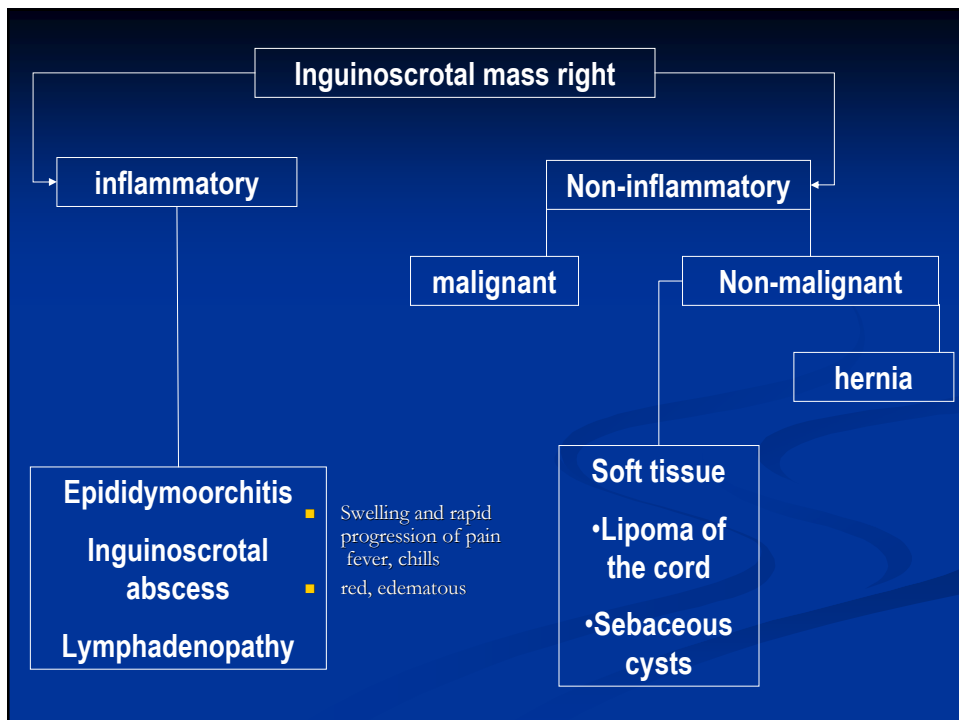 Inguinoscrotal mass right
inflammatory
Non-inflammatory
malignant
Non-malignant
hernia
Epididymoorchitis
Inguinoscrotal
abscess
Lymphadenopathy
■ Swelling and rapid
progression of pain
fever, chills
■ red, edematous
Soft tissue
•Lipoma of
the cord
•Sebaceous
cysts